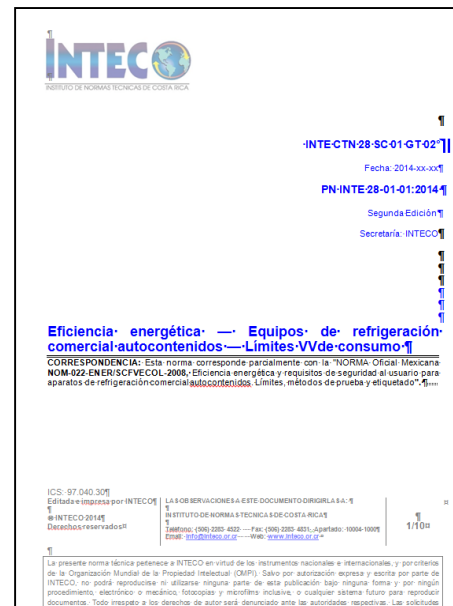 INTECO
INSTITUTO DE NORMAS TECNICAS DE COSTA RICA
INTE CTN 28 SC 01 GT 02
Fecha: 2014-xx-xx
PN INTE 28-01-01:2014
Segunda Edición
Secretaría: INTECO
Eficiencia energética — Equipos de refrigeración
comercial autocontenidos — Límites VVde consumo
CORRESPONDENCIA: Esta norma corresponde parcialmente con la "NORMA Oficial Mexicana
NOM-022-ENER/SCFVECOL-2008, Eficiencia energética y requisitos de seguridad al usuario para
aparatos de refrigeración comercial autocontenidos. Límites, métodos de prueba y etiquetado".
ICS: 97.040.30
Editada e impresa por INTECO
© INTECO 2014
Derechos reservados
LAS OBSERVACIONES A ESTE DOCUMENTO DIRIGIRLAS A:
INSTITUTO DE NORMAS TECNICAS DE COSTA RICA
Teléfono: (506) 2283 4522 Fax: (506) 2283 4831 Apartado: 10004-1000
Email: info@inteco.or.cr Web: www.inteco.or.cr
1/10
La presente norma técnica pertenece a INTECO en virtud de los instrumentos nacionales e internacionales, y por criterios
de la Organización Mundial de la Propiedad Intelectual (OMPI). Salvo por autorización expresa y escrita por parte de
INTECO, no podrá reproducirse ni utilizarse ninguna parte de esta publicación bajo ninguna forma y por ningún
procedimiento, electrónico o mecánico, fotocopias y microfilms inclusive, o cualquier sistema futuro para reproducir
documentos. Todo irrespeto a los derechos de autor será denunciado ante las autoridades respectivas. Las solicitudes